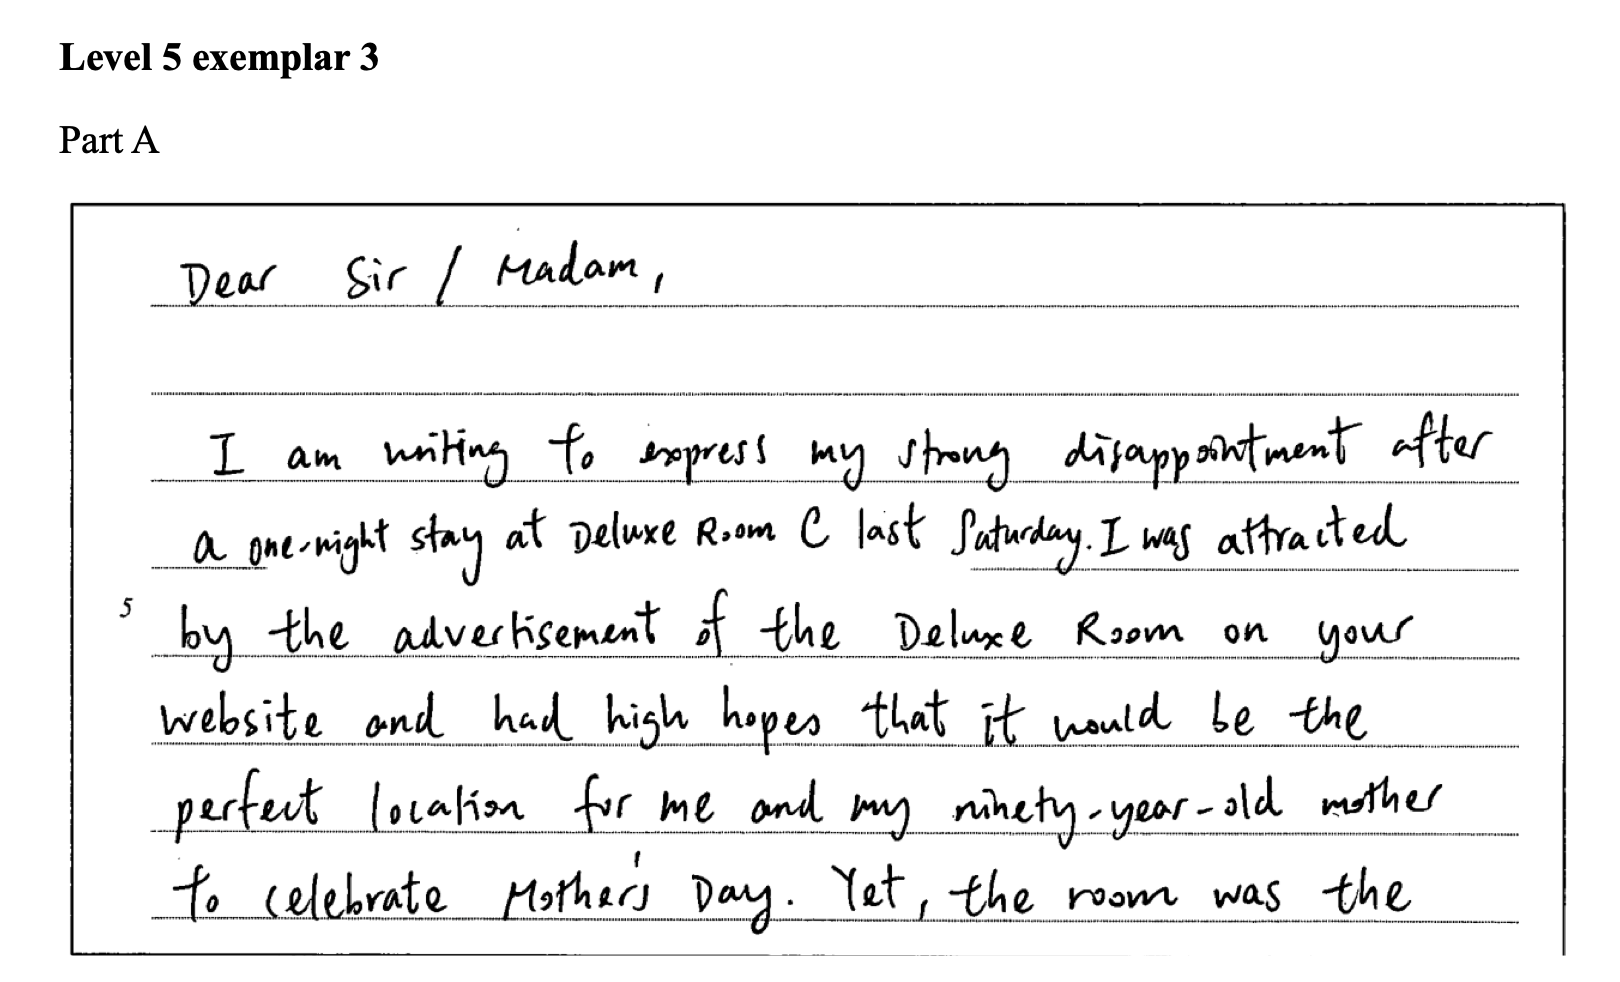 Level 5 exemplar 3
Part A
Dear Sir / Madam,
I am writing to express my strong disappointment after
a one-night stay at Deluxe Room C last Saturday. I was attracted
5 by the advertisement of the Deluxe Room on your
website and had high hopes that it would be the
perfect location for me and my ninety-year-old mother
to celebrate Mother's Day. Yet, the room was the